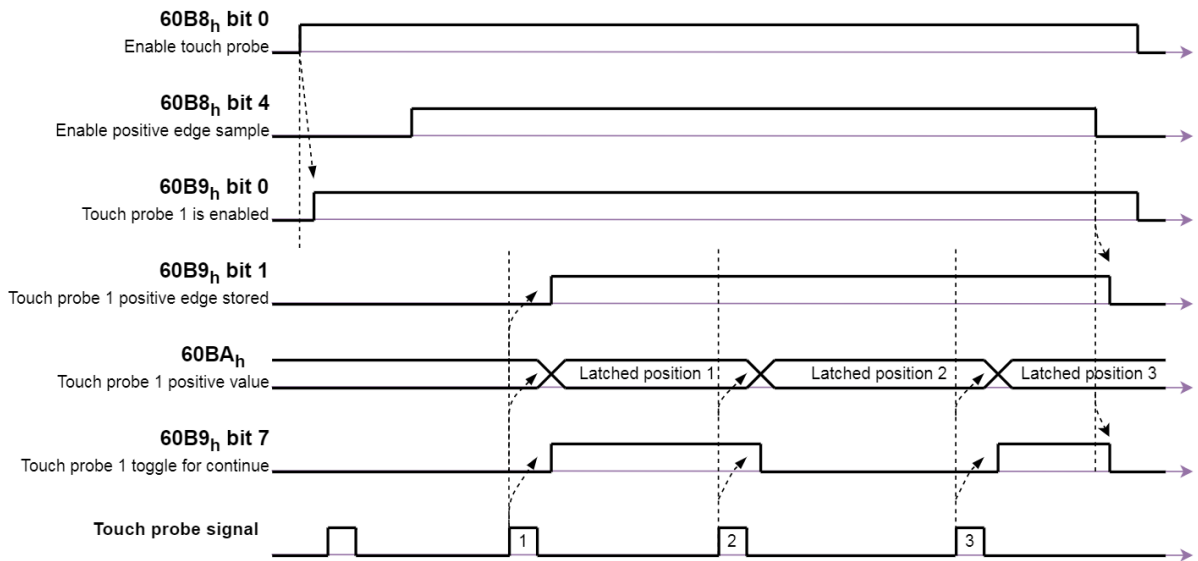 60B8h bit 0
Enable touch probe
60B8h bit 4
Enable positive edge sample
60B9h bit 0
Touch probe 1 is enabled
60B9h bit 1
Touch probe 1 positive edge stored
60BAh
Touch probe 1 positive value
Latched position 1
Latched position 2
Latched position 3
60B9h bit 7
Touch probe 1 toggle for continue
Touch probe signal
1
2
3